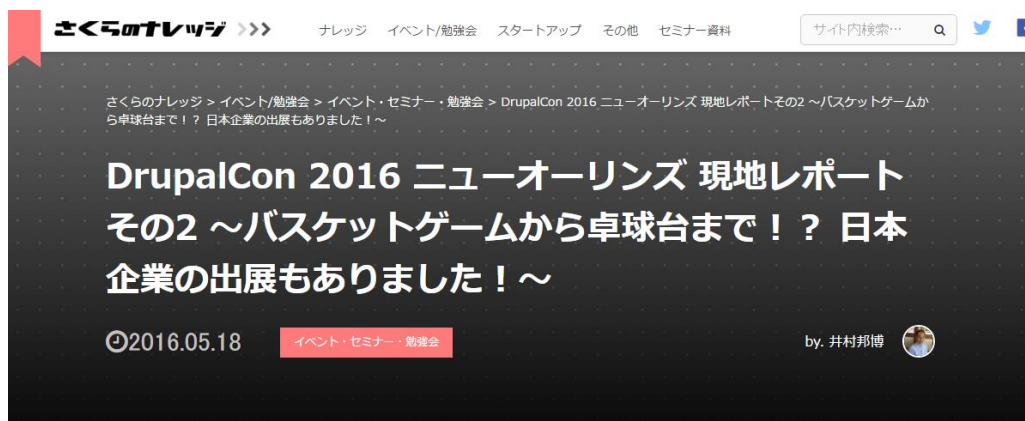 さくらのナレッジ >>>
ナレッジ イベント/勉強会 スタートアップ その他 セミナー資料 サイト内検索…
さくらのナレッジ > イベント/勉強会 > イベント・セミナー・勉強会 > DrupalCon 2016 ニューオーリンズ 現地レポートその2 ～バスケットゲームか
ら卓球台まで！？ 日本企業の出展もありました！～
DrupalCon 2016 ニューオーリンズ 現地レポート
その2 ～バスケットゲームから卓球台まで！？ 日本
企業の出展もありました！～
2016.05.18
イベント・セミナー・勉強会
by. 井村邦博